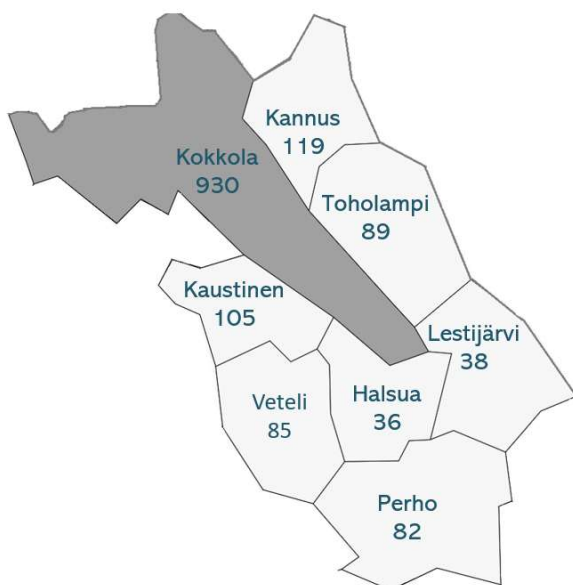 Kannus
119
Kokkola
930
Toholampi
89
Kaustinen
105
Lestijärvi
38
Veteli
85
Halsua
36
Perho
82